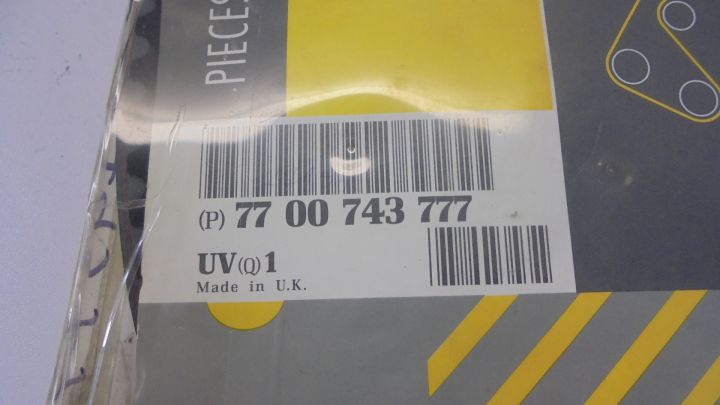 PIECES
(P) 77 00 743 777
UV (Q) 1
Made in U.K.